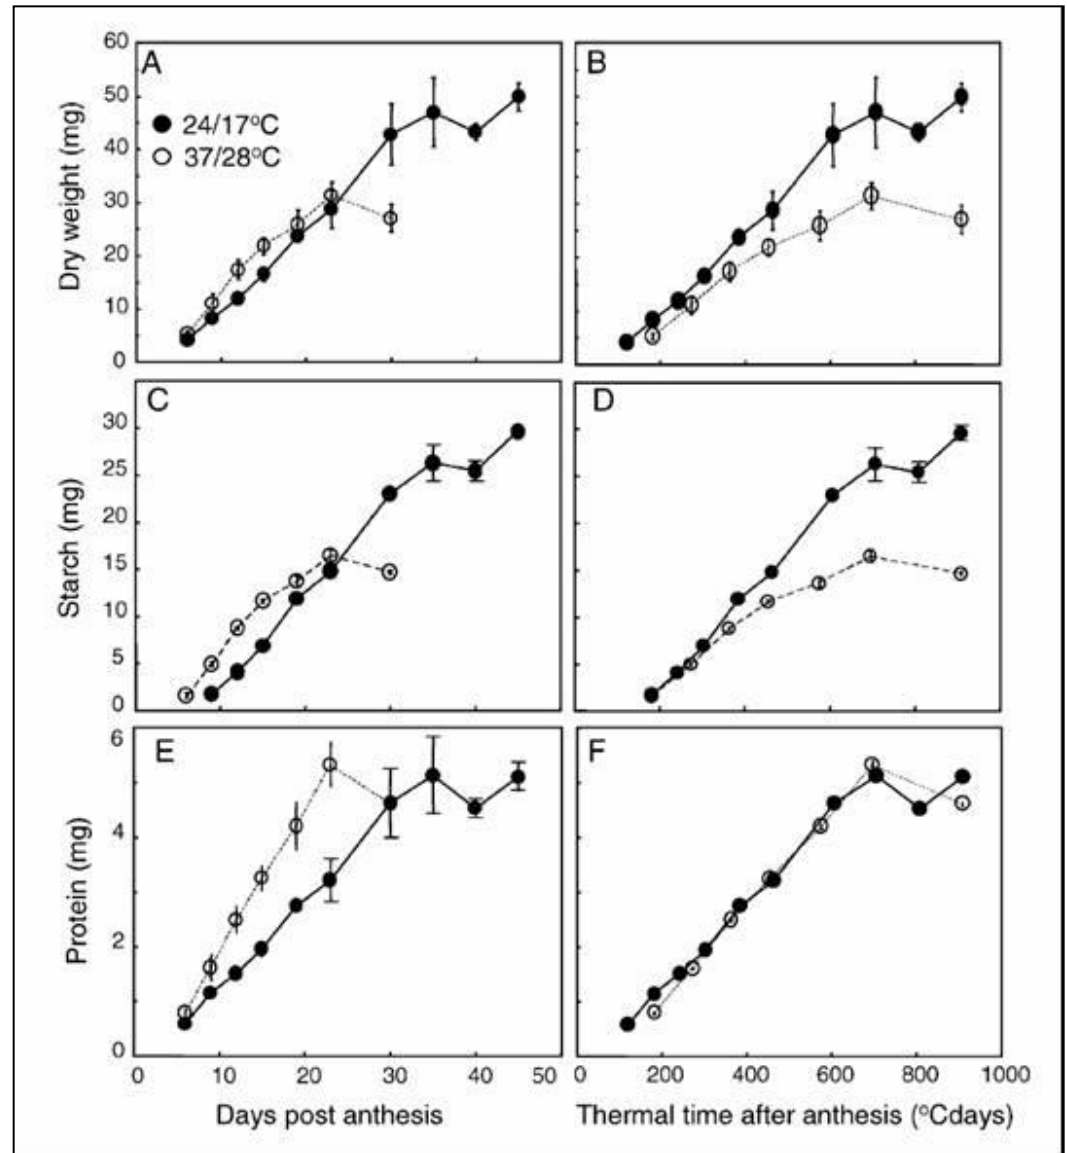 A
B
60
50
40
30
20
10
0
Dry weight (mg)
24/17°C
37/28°C
C
D
30
25
20
15
10
5
0
Starch (mg)
E
F
6
4
2
0
Protein (mg)
0 10 20 30 40 50
0 200 400 600 800 1000
Days post anthesis
Thermal time after anthesis (°Cdays)